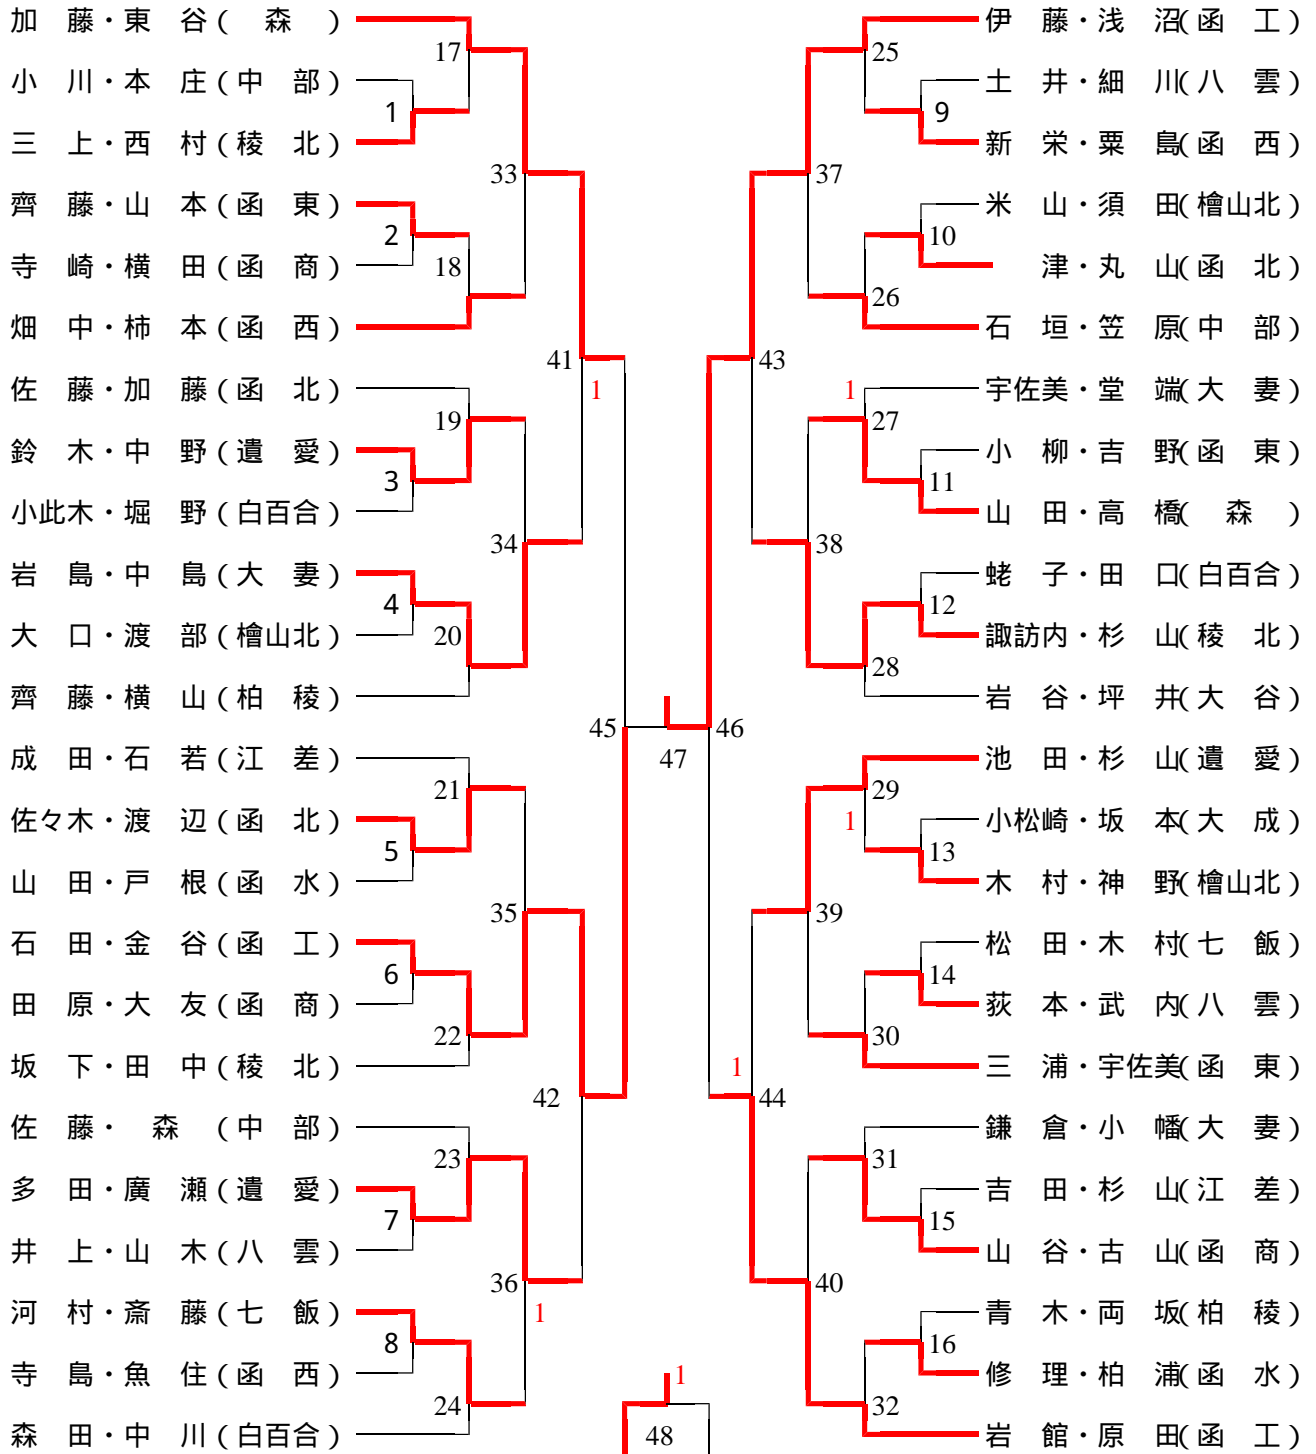 加　藤・東　谷（　森　）
17
小　川・本　庄（中　部）
1
三　上・西　村（稜　北）
33
齊　藤・山　本（函　東）
2
寺　崎・横　田（函　商）
18
畑　中・柿　本（函　西）
41
1
佐　藤・加　藤（函　北）
19
鈴　木・中　野（遺　愛）
3
小此木・堀　野（白百合）
34
岩　島・中　島（大　妻）
4
大　口・渡　部（檜山北）
20
齊　藤・横　山（柏　稜）
45
成　田・石　若（江　差）
21
佐々木・渡　辺（函　北）
5
山　田・戸　根（函　水）
35
石　田・金　谷（函　工）
6
田　原・大　友（函　商）
22
坂　下・田　中（稜　北）
42
佐　藤・　森　（中　部）
23
多　田・廣　瀬（遺　愛）
7
井　上・山　木（八　雲）
36
1
河　村・斎　藤（七　飯）
8
寺　島・魚　住（函　西）
24
森　田・中　川（白百合）
47
1
48
伊　藤・浅　沼（函　工）
25
土　井・細　川（八　雲）
9
新　栄・粟　島（函　西）
37
米　山・須　田（檜山北）
10
津・丸　山（函　北）
26
石　垣・笠　原（中　部）
43
1
宇佐美・堂　端（大　妻）
27
小　柳・吉　野（函　東）
11
山　田・高　橋（　森　）
38
蛯　子・田　口（白百合）
12
諏訪内・杉　山（稜　北）
28
岩　谷・坪　井（大　谷）
46
池　田・杉　山（遺　愛）
29
1
小松崎・坂　本（大　成）
13
木　村・神　野（檜山北）
39
松　田・木　村（七　飯）
14
荻　本・武　内（八　雲）
30
三　浦・宇佐美（函　東）
1
44
鎌　倉・小　幡（大　妻）
31
吉　田・杉　山（江　差）
15
山　谷・古　山（函　商）
40
青　木・両　坂（柏　稜）
16
修　理・柏　浦（函　水）
32
岩　館・原　田（函　工）